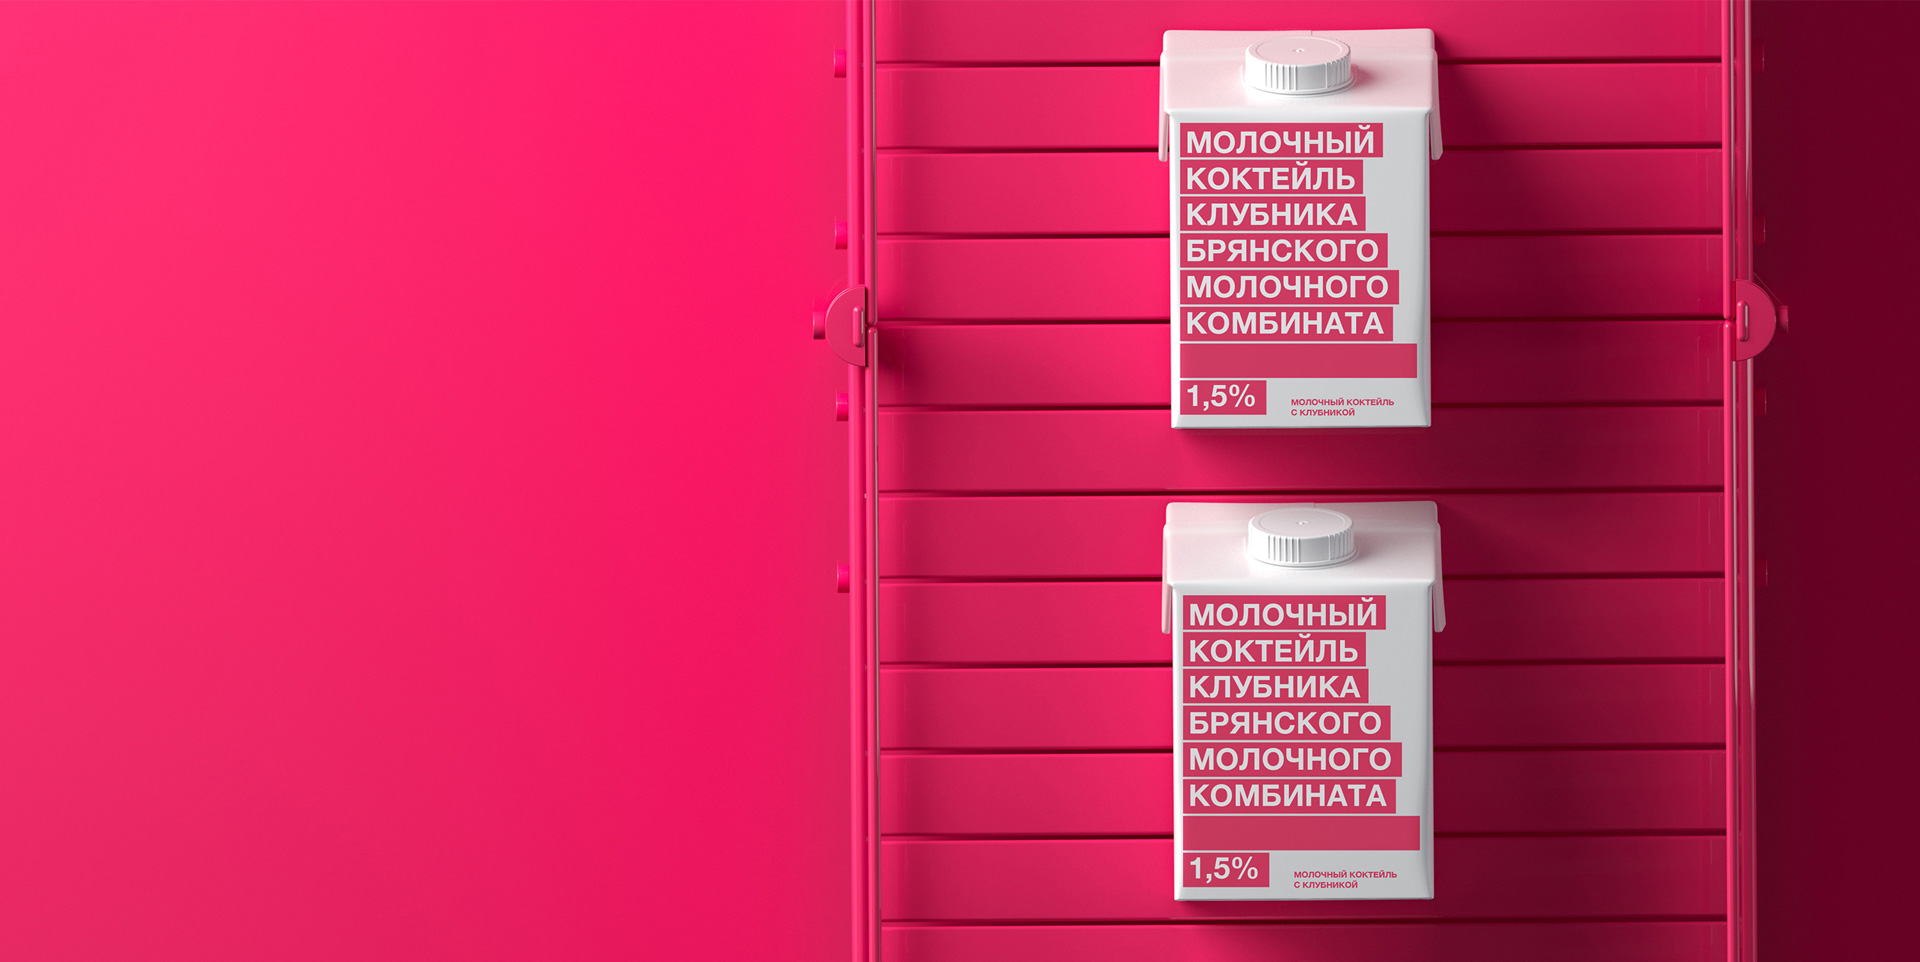 МОЛОЧНЫЙ
КОКТЕЙЛЬ
КЛУБНИКА
БРЯНСКОГО
МОЛОЧНОГО
КОМБИНАТА
1,5%
МОЛОЧНЫЙ КОКТЕЙЛЬ
С КЛУБНИКОЙ
МОЛОЧНЫЙ
КОКТЕЙЛЬ
КЛУБНИКА
БРЯНСКОГО
МОЛОЧНОГО
КОМБИНАТА
1,5%
МОЛОЧНЫЙ КОКТЕЙЛЬ
С КЛУБНИКОЙ